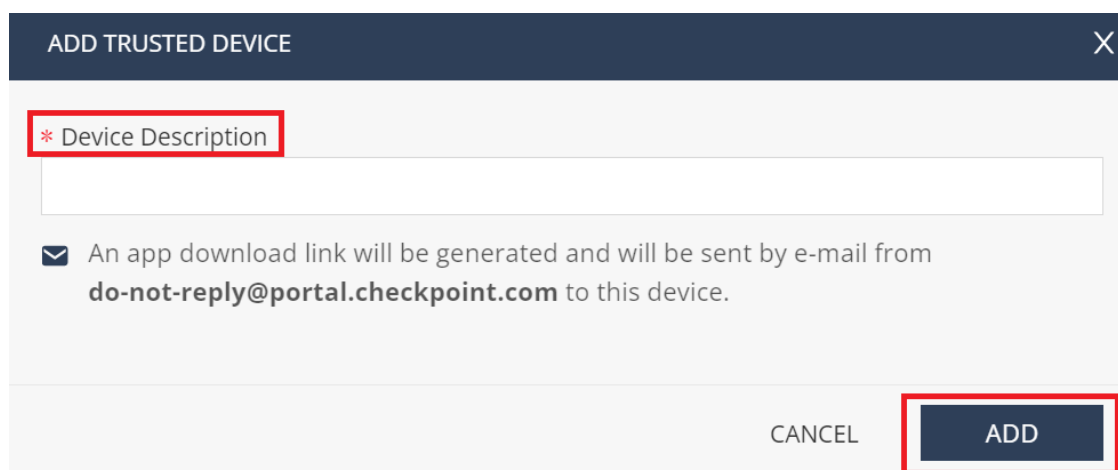 ADD TRUSTED DEVICE X
* Device Description
An app download link will be generated and will be sent by e-mail from
do-not-reply@portal.checkpoint.com to this device.
CANCEL ADD